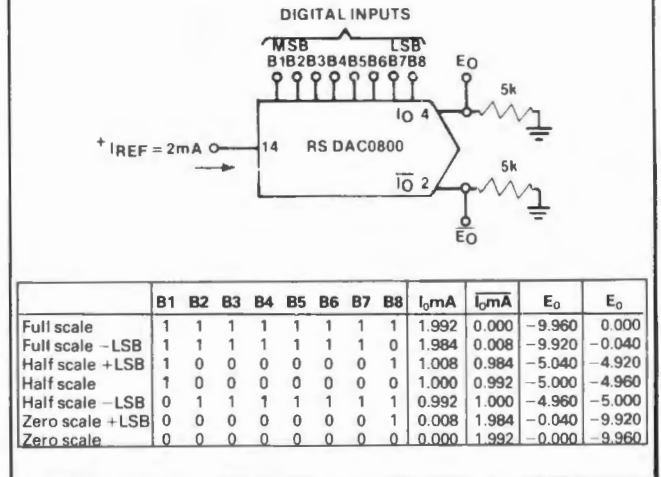 DIGITAL INPUTS
MSB LSB
B1B2B3B4B5B6B7B8 EO
5k
IO 4
+ IREF = 2mA 14 RS DAC0800
5k
IO 2
EO
B1 B2 B3 B4 B5 B6 B7 B8 IomA IomA Eo Eo
Full scale 1 1 1 1 1 1 1 1 1.992 0.000 −9.960 0.000
Full scale −LSB 1 1 1 1 1 1 1 0 1.984 0.008 −9.920 −0.040
Half scale +LSB 1 0 0 0 0 0 0 1 1.008 0.984 −5.040 −4.920
Half scale 1 0 0 0 0 0 0 0 1.000 0.992 −5.000 −4.960
Half scale −LSB 0 1 1 1 1 1 1 1 0.992 1.000 −4.960 −5.000
Zero scale +LSB 0 0 0 0 0 0 0 1 0.008 1.984 −0.040 −9.920
Zero scale 0 0 0 0 0 0 0 0 0.000 1.992 −0.000 −9.960